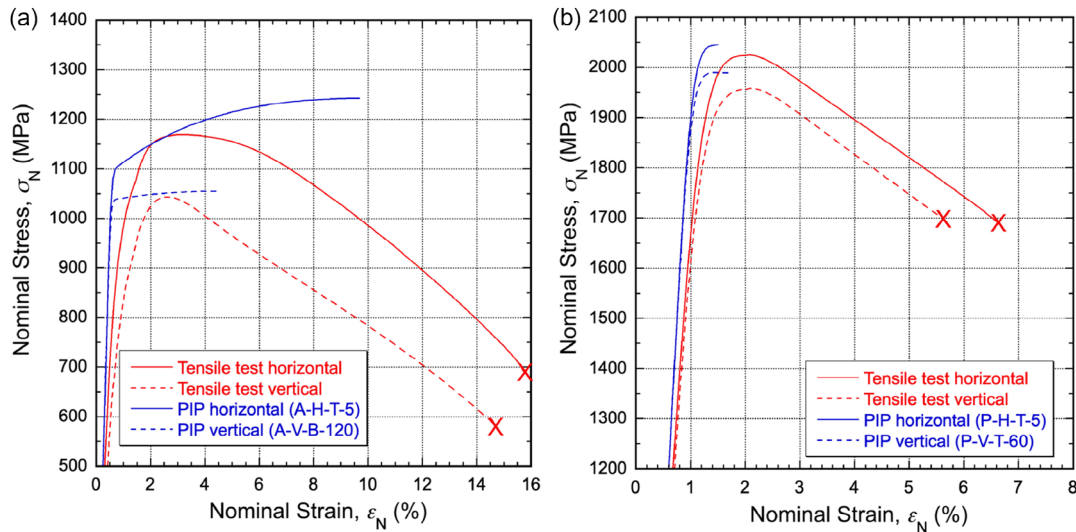 (a)
1400
1300
1200
1100
1000
900
800
700
600
500
Nominal Stress, σN (MPa)
Tensile test horizontal
Tensile test vertical
PIP horizontal (A-H-T-5)
PIP vertical (A-V-B-120)
0 2 4 6 8 10 12 14 16
Nominal Strain, εN (%)
(b)
2100
2000
1900
1800
1700
1600
1500
1400
1300
1200
Nominal Stress, σN (MPa)
Tensile test horizontal
Tensile test vertical
PIP horizontal (P-H-T-5)
PIP vertical (P-V-T-60)
0 1 2 3 4 5 6 7 8
Nominal Strain, εN (%)